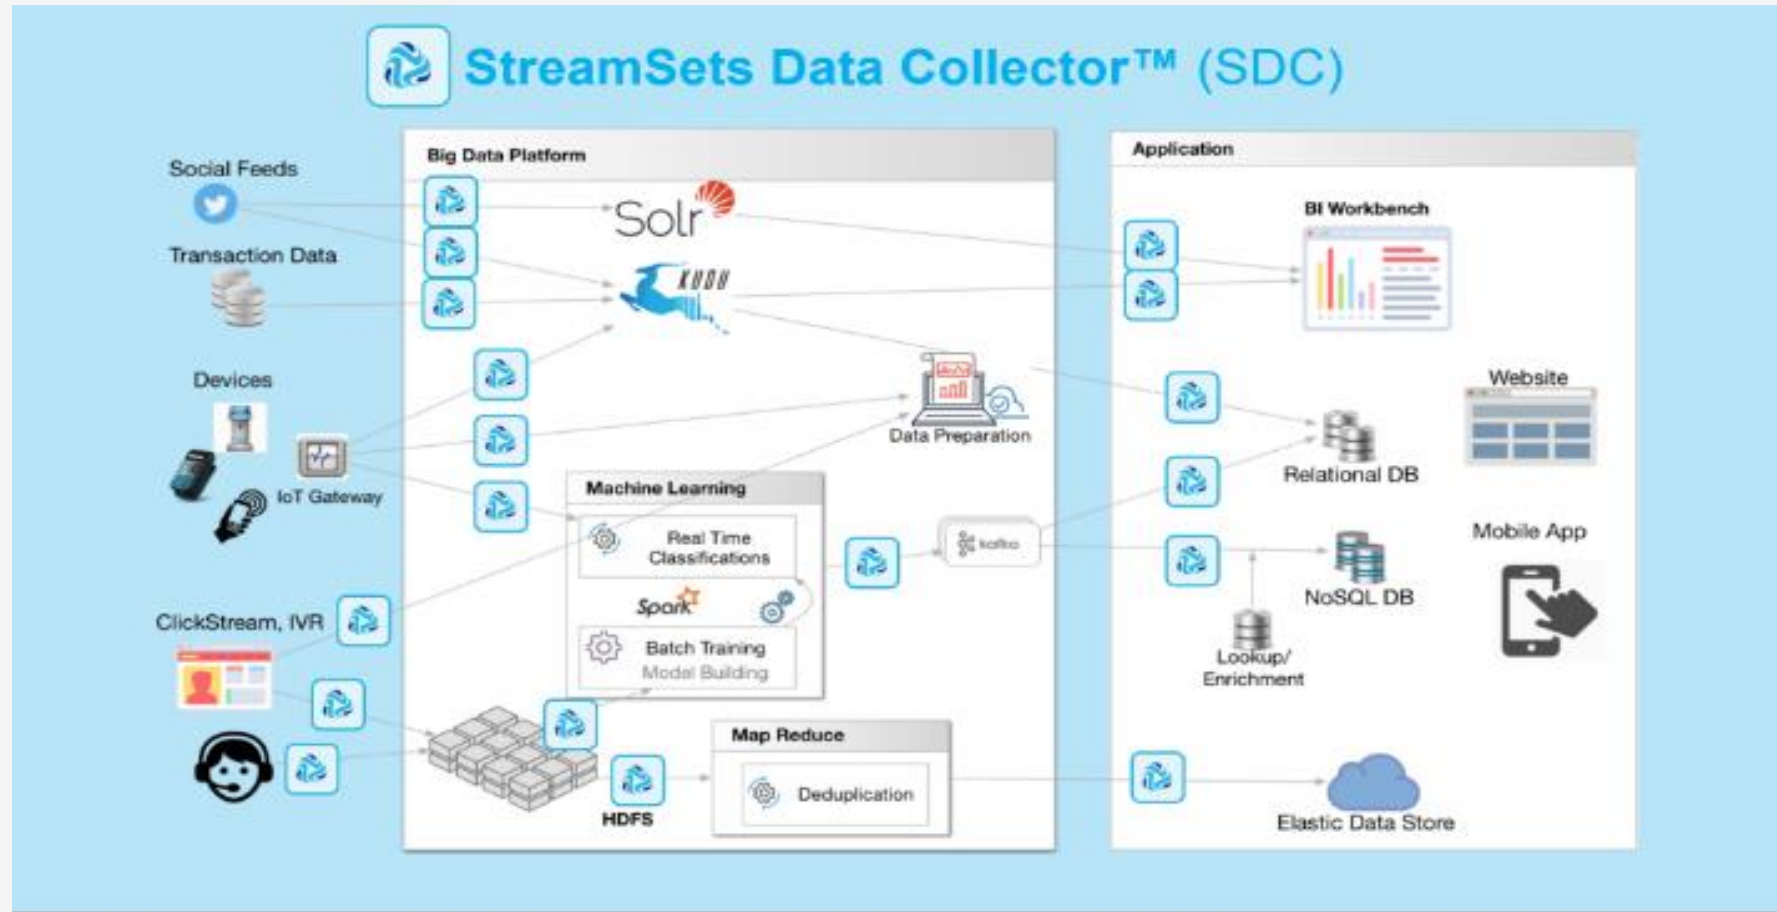 StreamSets Data Collector™ (SDC)
Big Data Platform
Application
Social Feeds
Solr
BI Workbench
Transaction Data
KUDU
Devices
Website
Data Preparation
Relational DB
IoT Gateway
Machine Learning
Real Time
Classifications
kafka
Mobile App
NoSQL DB
Spark
ClickStream, IVR
Batch Training
Model Building
Lookup/
Enrichment
Map Reduce
Deduplication
HDFS
Elastic Data Store